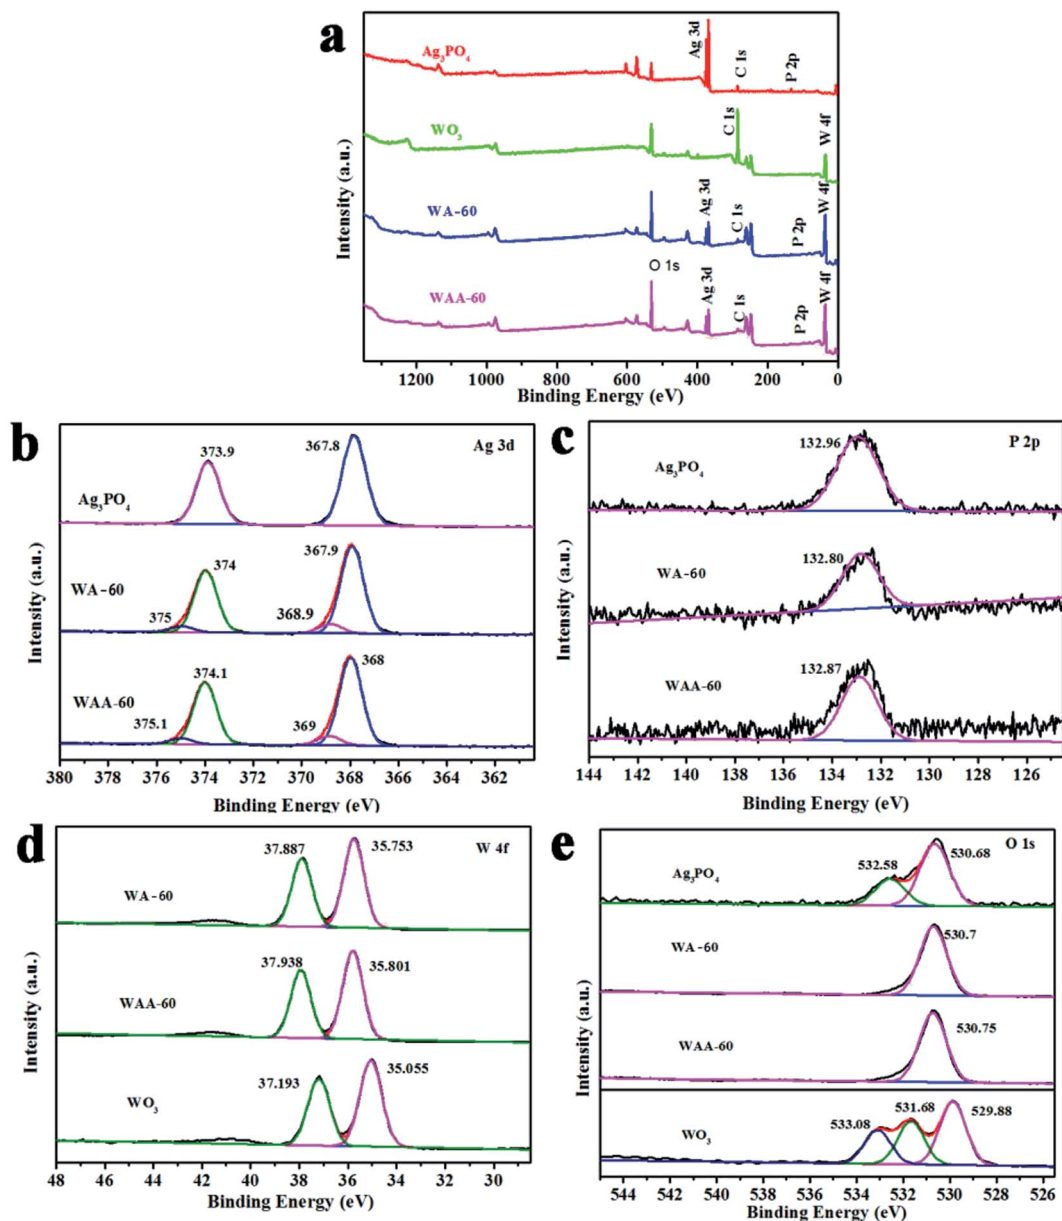 a
Ag₃PO₄
Ag 3d
C 1s
P 2p
WO₃
C 1s
W 4f
WA-60
Ag 3d
C 1s
P 2p
W 4f
O 1s
WAA-60
Ag 3d
C 1s
P 2p
W 4f
Intensity (a.u.)
1200 1000 800 600 400 200 0
Binding Energy (eV)
b
Ag 3d
373.9
367.8
Ag₃PO₄
374
367.9
WA-60
375
368.9
374.1
368
WAA-60
375.1
369
Intensity (a.u.)
380 376 374 372 370 368 366 364 362
Binding Energy (eV)
c
P 2p
132.96
Ag₃PO₄
132.80
WA-60
132.87
WAA-60
Intensity (a.u.)
144 140 138 136 134 132 130 128 126
Binding Energy (eV)
d
W 4f
37.887
35.753
WA-60
37.938
35.801
WAA-60
37.193
35.055
WO₃
Intensity (a.u.)
48 44 42 40 38 36 34 32 30
Binding Energy (eV)
e
O 1s
532.58
530.68
Ag₃PO₄
530.7
WA-60
530.75
WAA-60
533.08
531.68
529.88
WO₃
Intensity (a.u.)
544 542 540 538 536 534 532 530 528 526
Binding Energy (eV)